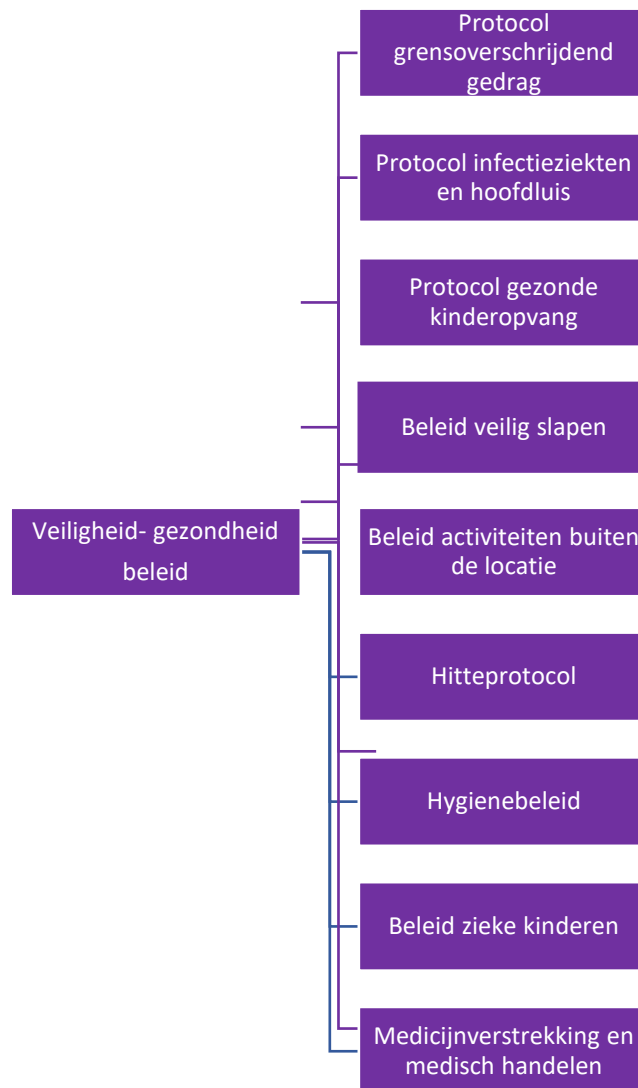 Protocol
grensoverschrijdend
gedrag
Protocol infectieziekten
en hoofdluis
Protocol gezonde
kinderopvang
Beleid veilig slapen
Veiligheid- gezondheid
beleid
Beleid activiteiten buiten
de locatie
Hitteprotocol
Hygienebeleid
Beleid zieke kinderen
Medicijnverstrekking en
medisch handelen